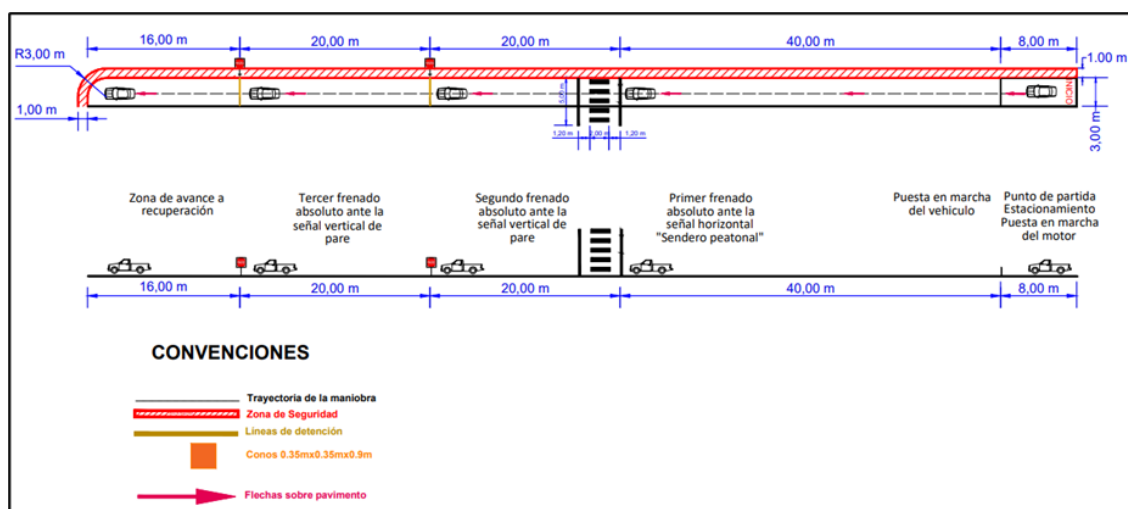 16,00 m
20,00 m
20,00 m
40,00 m
8,00 m
R3,00 m
1.00 m
INICIO
3,00 m
5,00 m
1,00 m
1,20 m
2,00 m
1,20 m
Zona de avance a
recuperación
Tercer frenado
absoluto ante la
señal vertical de
pare
Segundo frenado
absoluto ante la
señal vertical de
pare
Primer frenado
absoluto ante la
señal horizontal
"Sendero peatonal"
Puesta en marcha
del vehiculo
Punto de partida
Estacionamiento
Puesta en marcha
del motor
16,00 m
20,00 m
20,00 m
40,00 m
8,00 m
CONVENCIONES
Trayectoria de la maniobra
Zona de Seguridad
Líneas de detención
Conos 0.35mx0.35mx0.9m
Flechas sobre pavimento